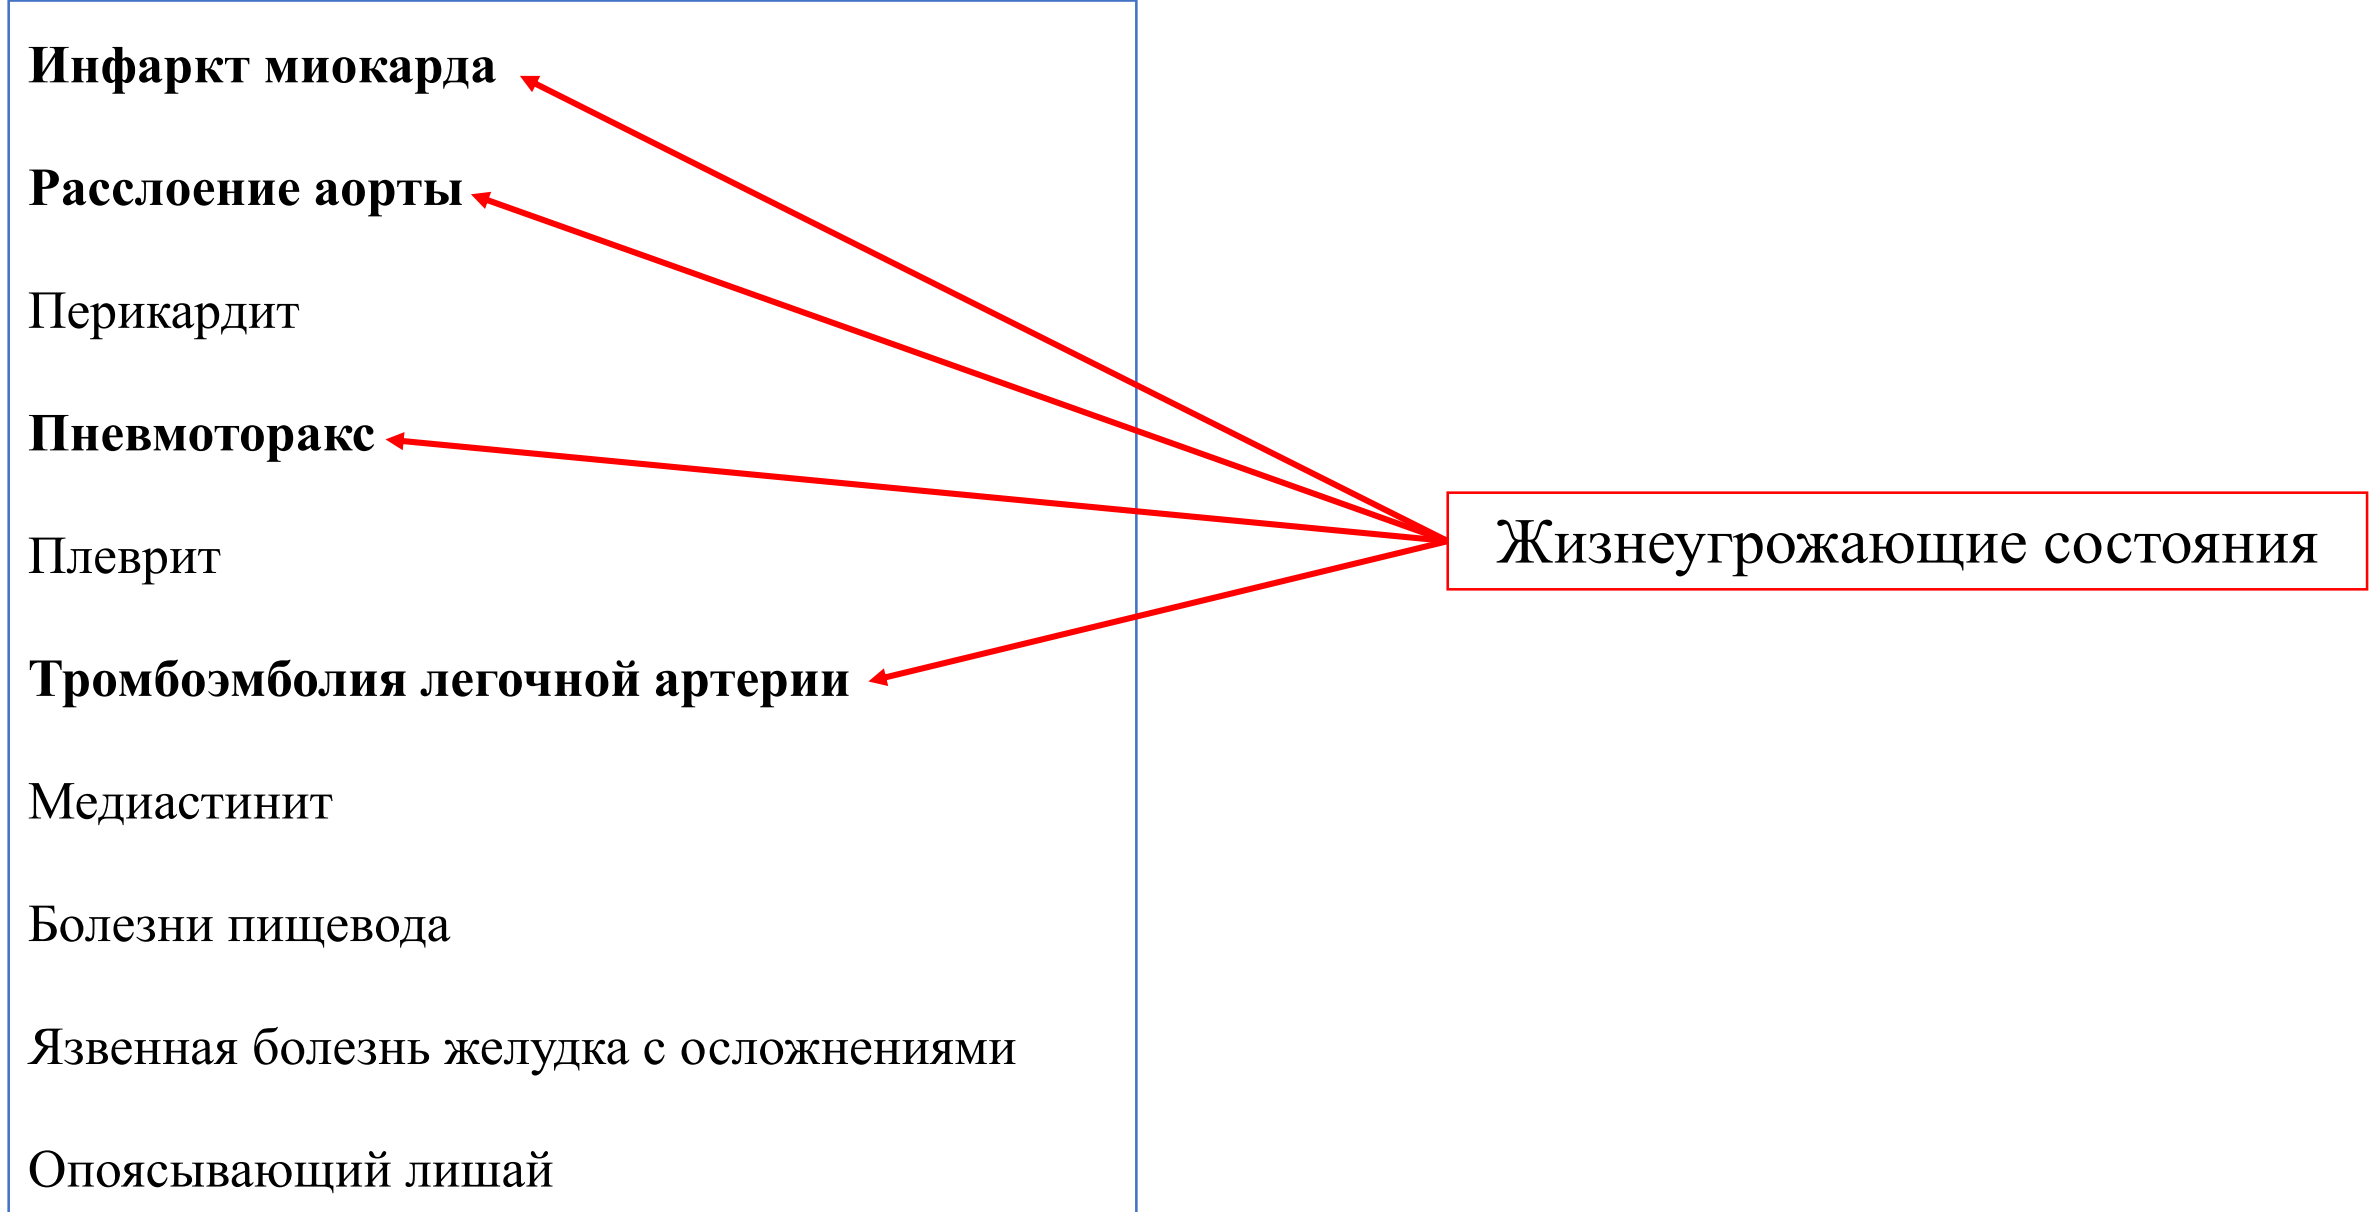 Инфаркт миокарда
Расслоение аорты
Перикардит
Пневмоторакс
Плеврит
Тромбоэмболия легочной артерии
Медиастинит
Болезни пищевода
Язвенная болезнь желудка с осложнениями
Опоясывающий лишай
Жизнеугрожающие состояния